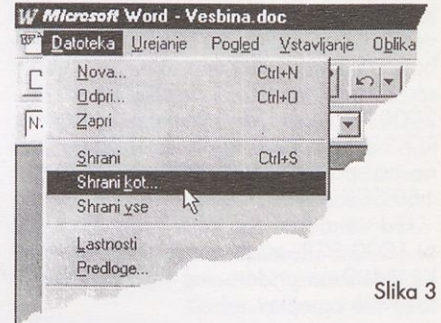 Microsoft Word - Vesbina.doc
Datoteka Urejanje Pogled Vstavljanje Oblika
Nova... Ctrl+N
Odpri... Ctrl+O
Zapri
Shrani Ctrl+S
Shrani kot...
Shrani vse
Lastnosti
Predloge...
Slika 3